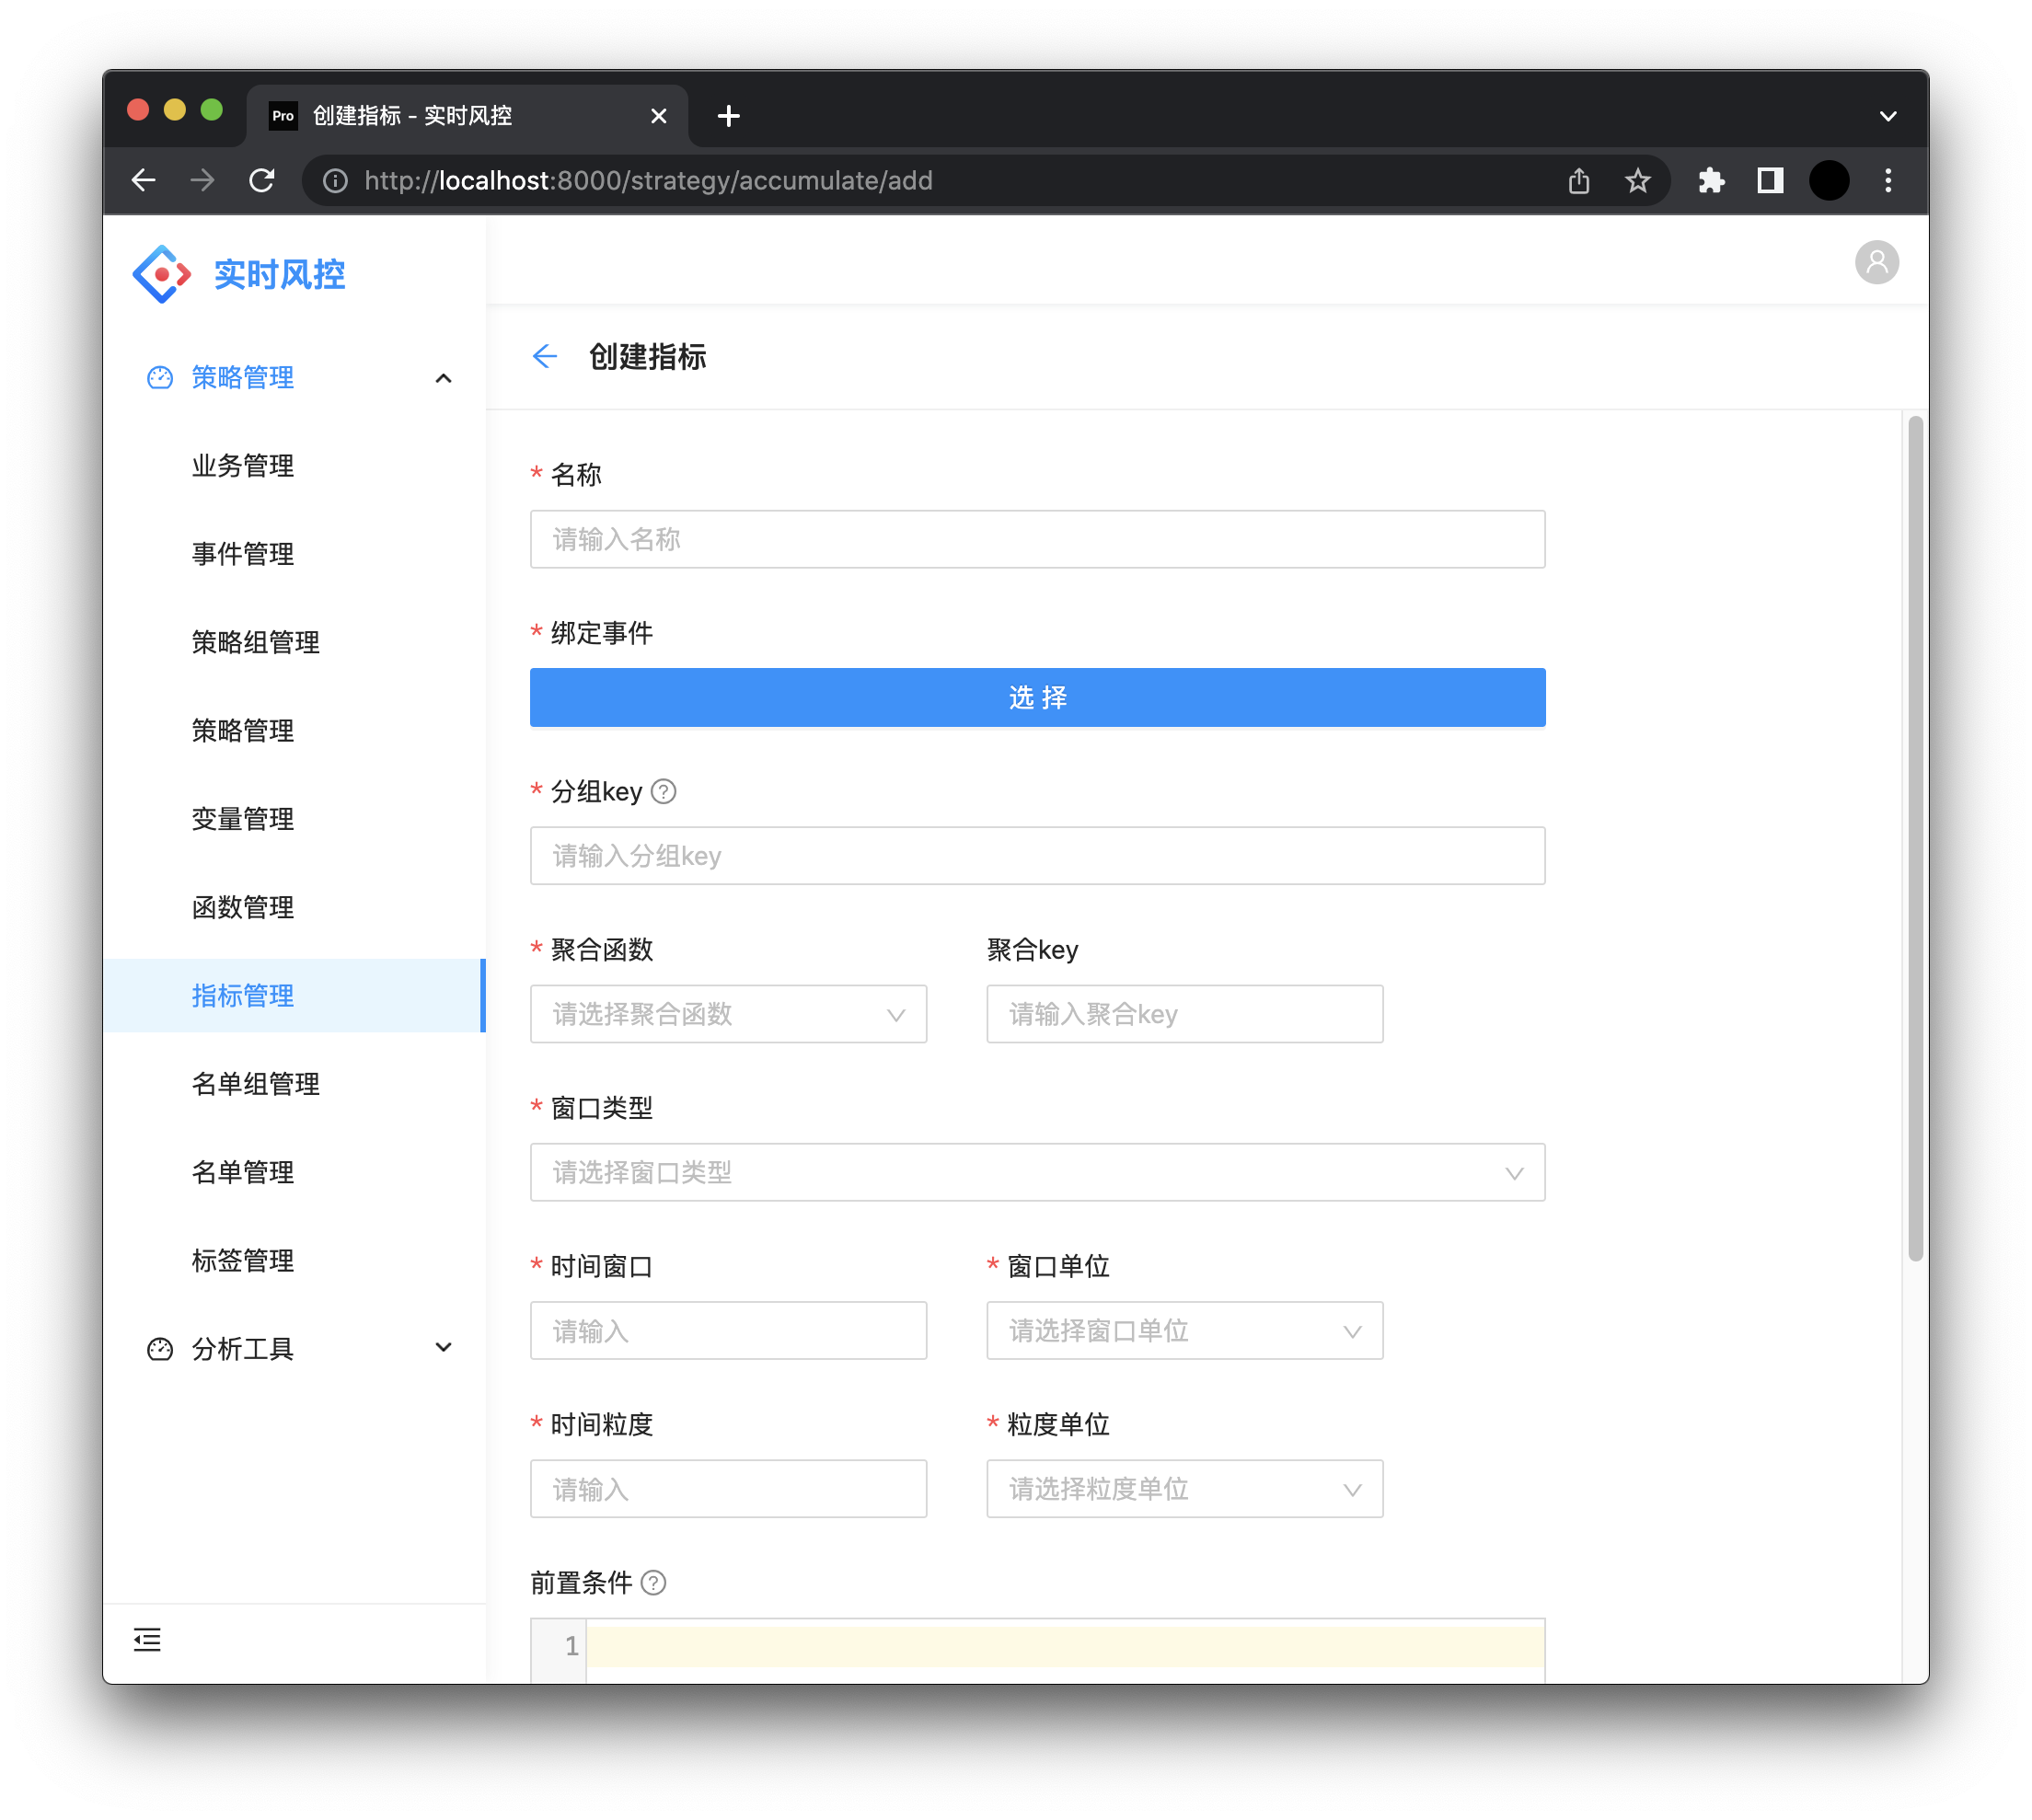 Pro 创建指标 - 实时风控
http://localhost:8000/strategy/accumulate/add
实时风控
策略管理
业务管理
事件管理
策略组管理
策略管理
变量管理
函数管理
指标管理
名单组管理
名单管理
标签管理
分析工具
创建指标
* 名称
请输入名称
* 绑定事件
选 择
* 分组key ?
请输入分组key
* 聚合函数 聚合key
请选择聚合函数 请输入聚合key
* 窗口类型
请选择窗口类型
* 时间窗口 * 窗口单位
请输入 请选择窗口单位
* 时间粒度 * 粒度单位
请输入 请选择粒度单位
前置条件 ?
1